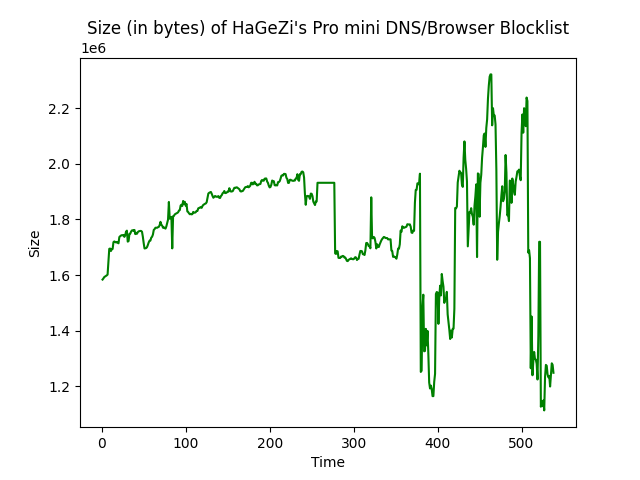 Size (in bytes) of HaGeZi's Pro mini DNS/Browser Blocklist
1e6
2.2
2.0
1.8
1.6
1.4
1.2
Size
0 100 200 300 400 500
Time